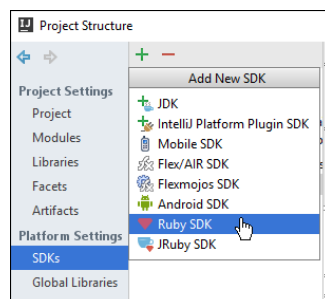 Project Structure
Project Settings
Project
Modules
Libraries
Facets
Artifacts
Platform Settings
SDKs
Global Libraries
Add New SDK
JDK
IntelliJ Platform Plugin SDK
Mobile SDK
Flex/AIR SDK
Flexmojos SDK
Android SDK
Ruby SDK
JRuby SDK